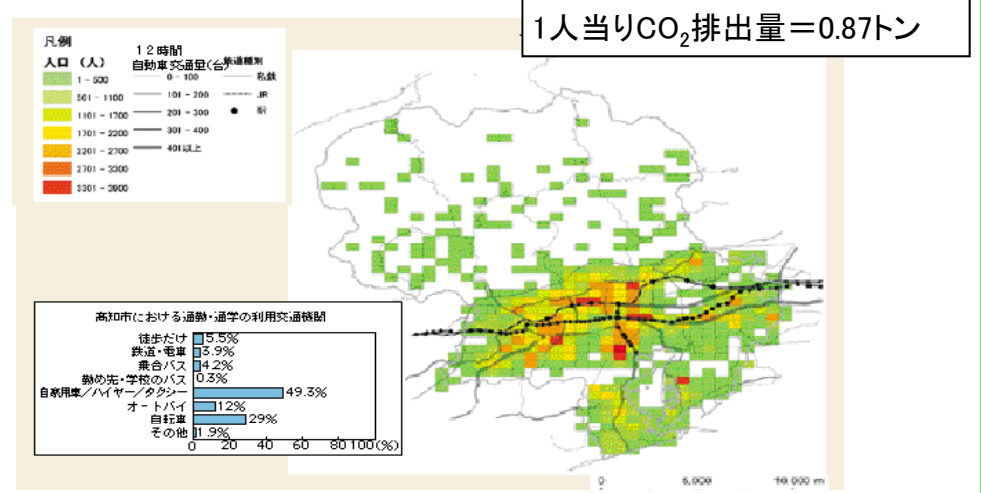 1人当りCO₂排出量＝0.87トン
凡例
人口（人）
1 - 500
501 - 1100
1101 - 1700
1701 - 2200
2201 - 2700
2701 - 3300
3301 - 3900
12時間
自動車交通量(台)
0 - 100
101 - 200
201 - 300
301 - 400
401以上
鉄道種別
私鉄
JR
駅
高知市における通勤・通学の利用交通機関
徒歩だけ 5.5%
鉄道・電車 3.9%
乗合バス 4.2%
勤め先・学校のバス 0.3%
自家用車／ハイヤー／タクシー 49.3%
オートバイ 12%
自転車 29%
その他 1.9%
0 20 40 60 80 100(%)
0 5,000 10,000 m